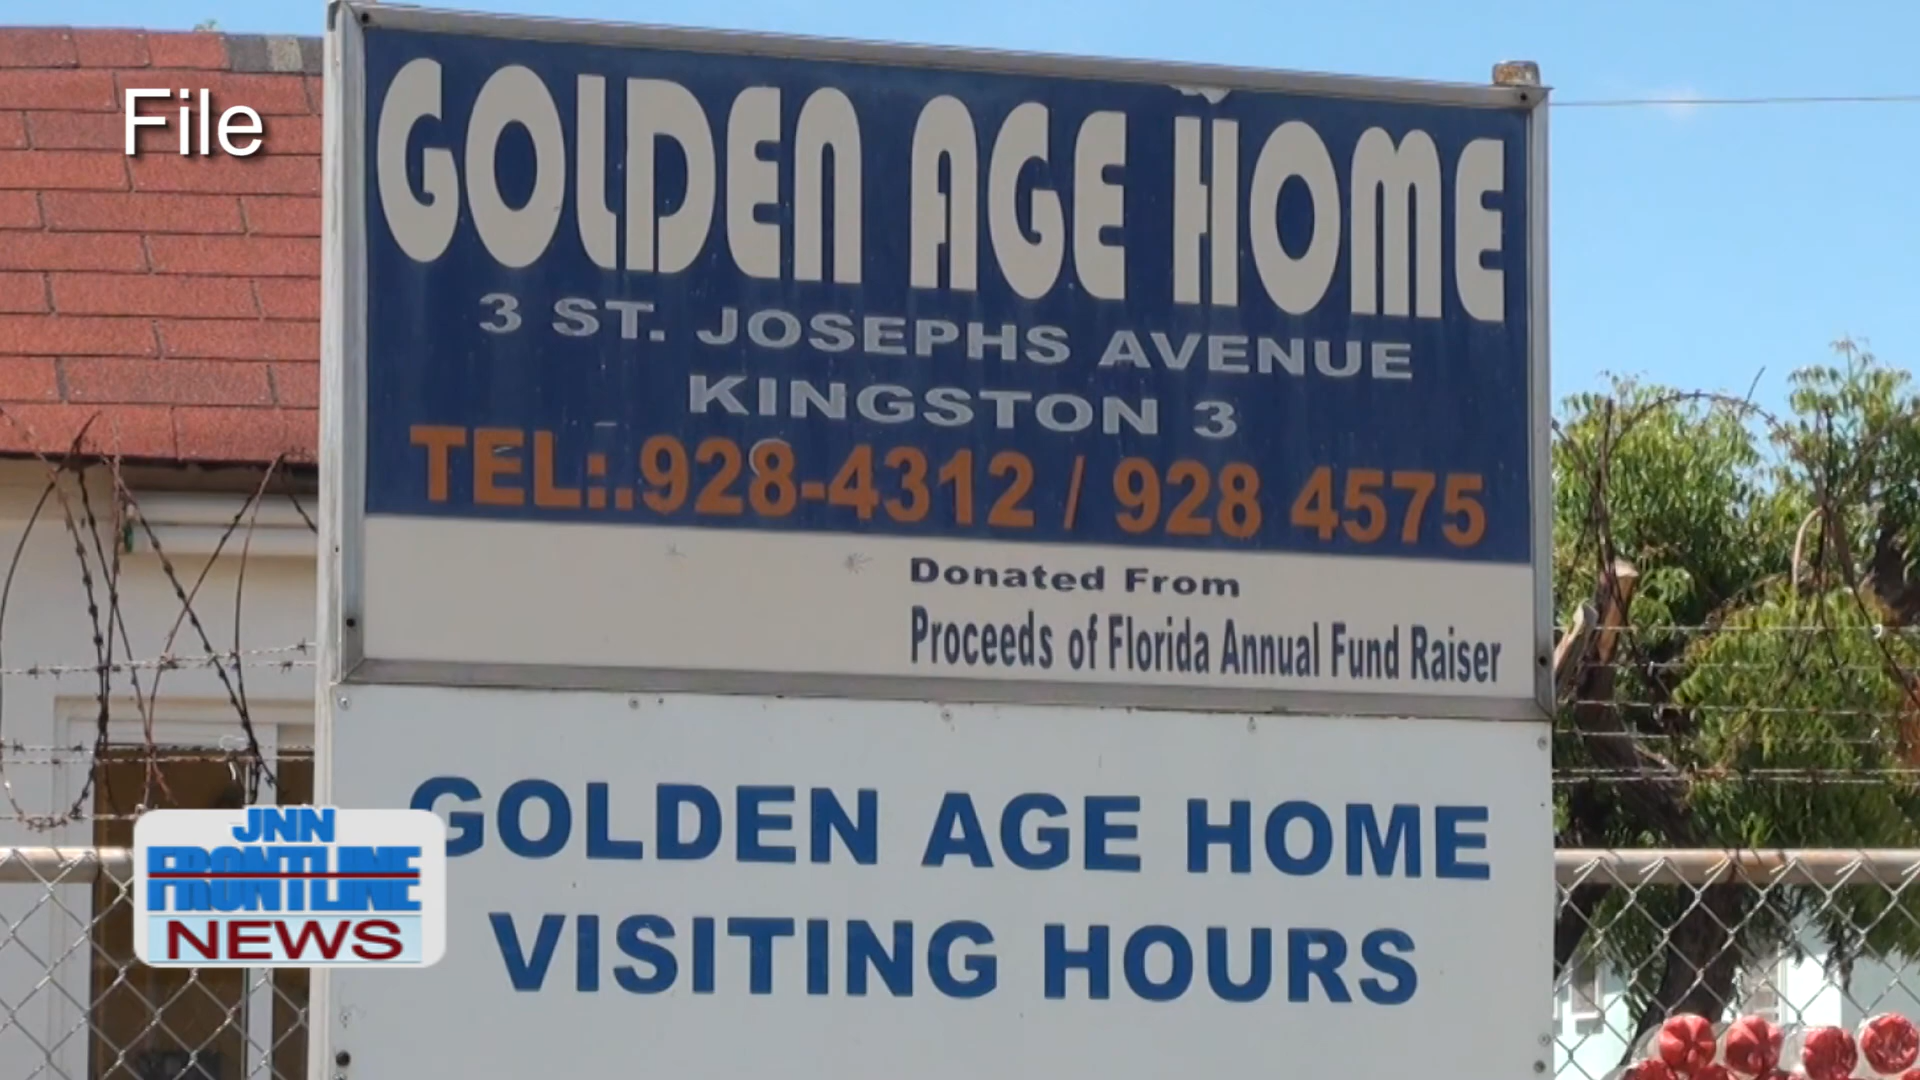 File
GOLDEN AGE HOME
3 ST. JOSEPHS AVENUE
KINGSTON 3
TEL:.928-4312 / 928 4575
Donated From
Proceeds of Florida Annual Fund Raiser
GOLDEN AGE HOME
VISITING HOURS
JNN
FRONTLINE
NEWS